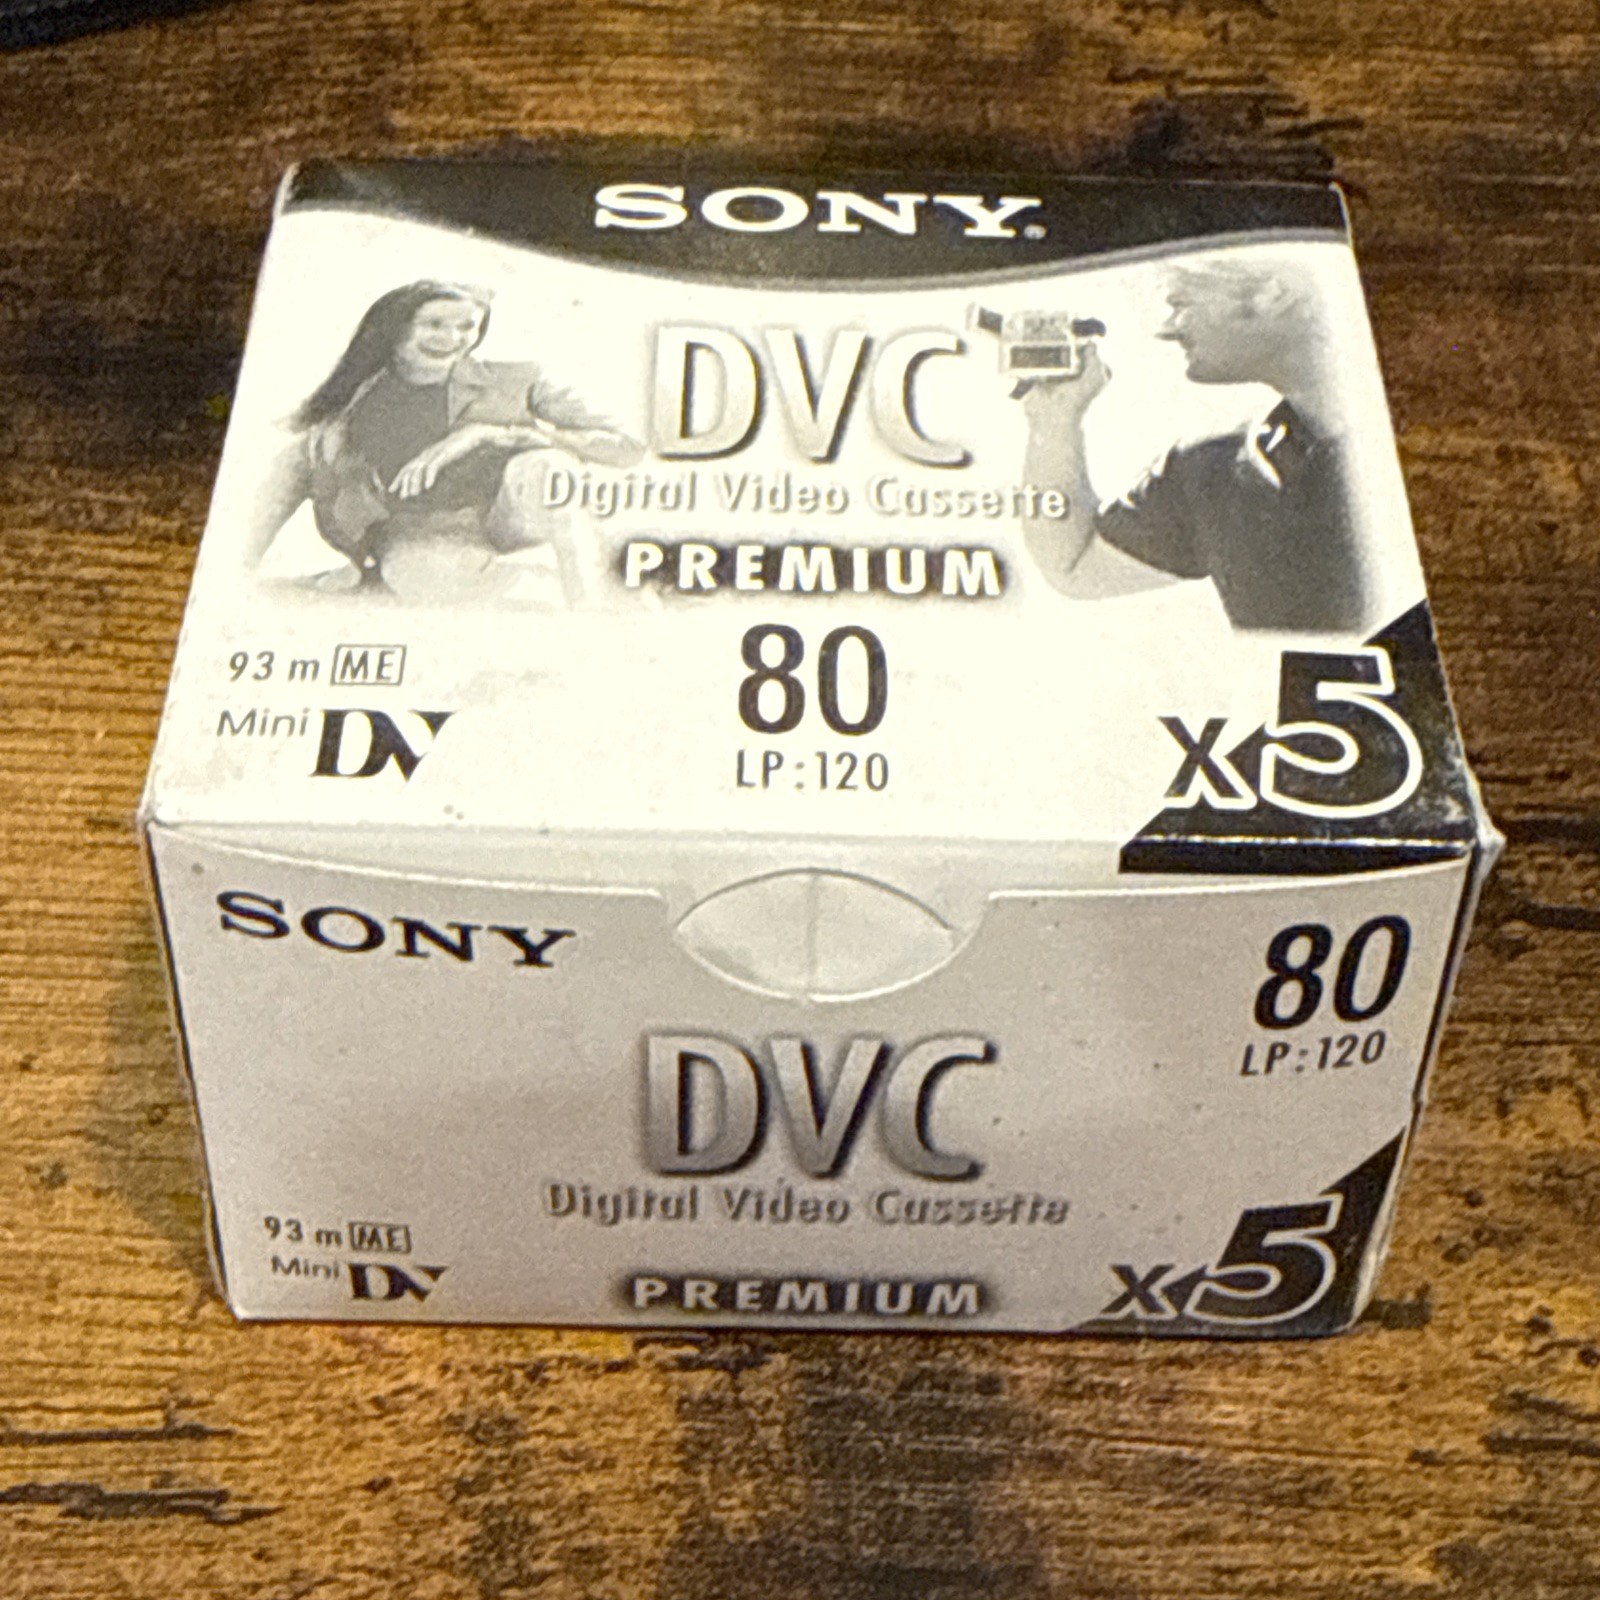 SONY®
DVC
Digital Video Cassette
PREMIUM
80
LP:120
93 m ME
Mini DV
x5
SONY
80
LP:120
DVC
Digital Video Cassette
93 m ME
Mini DV
PREMIUM
x5